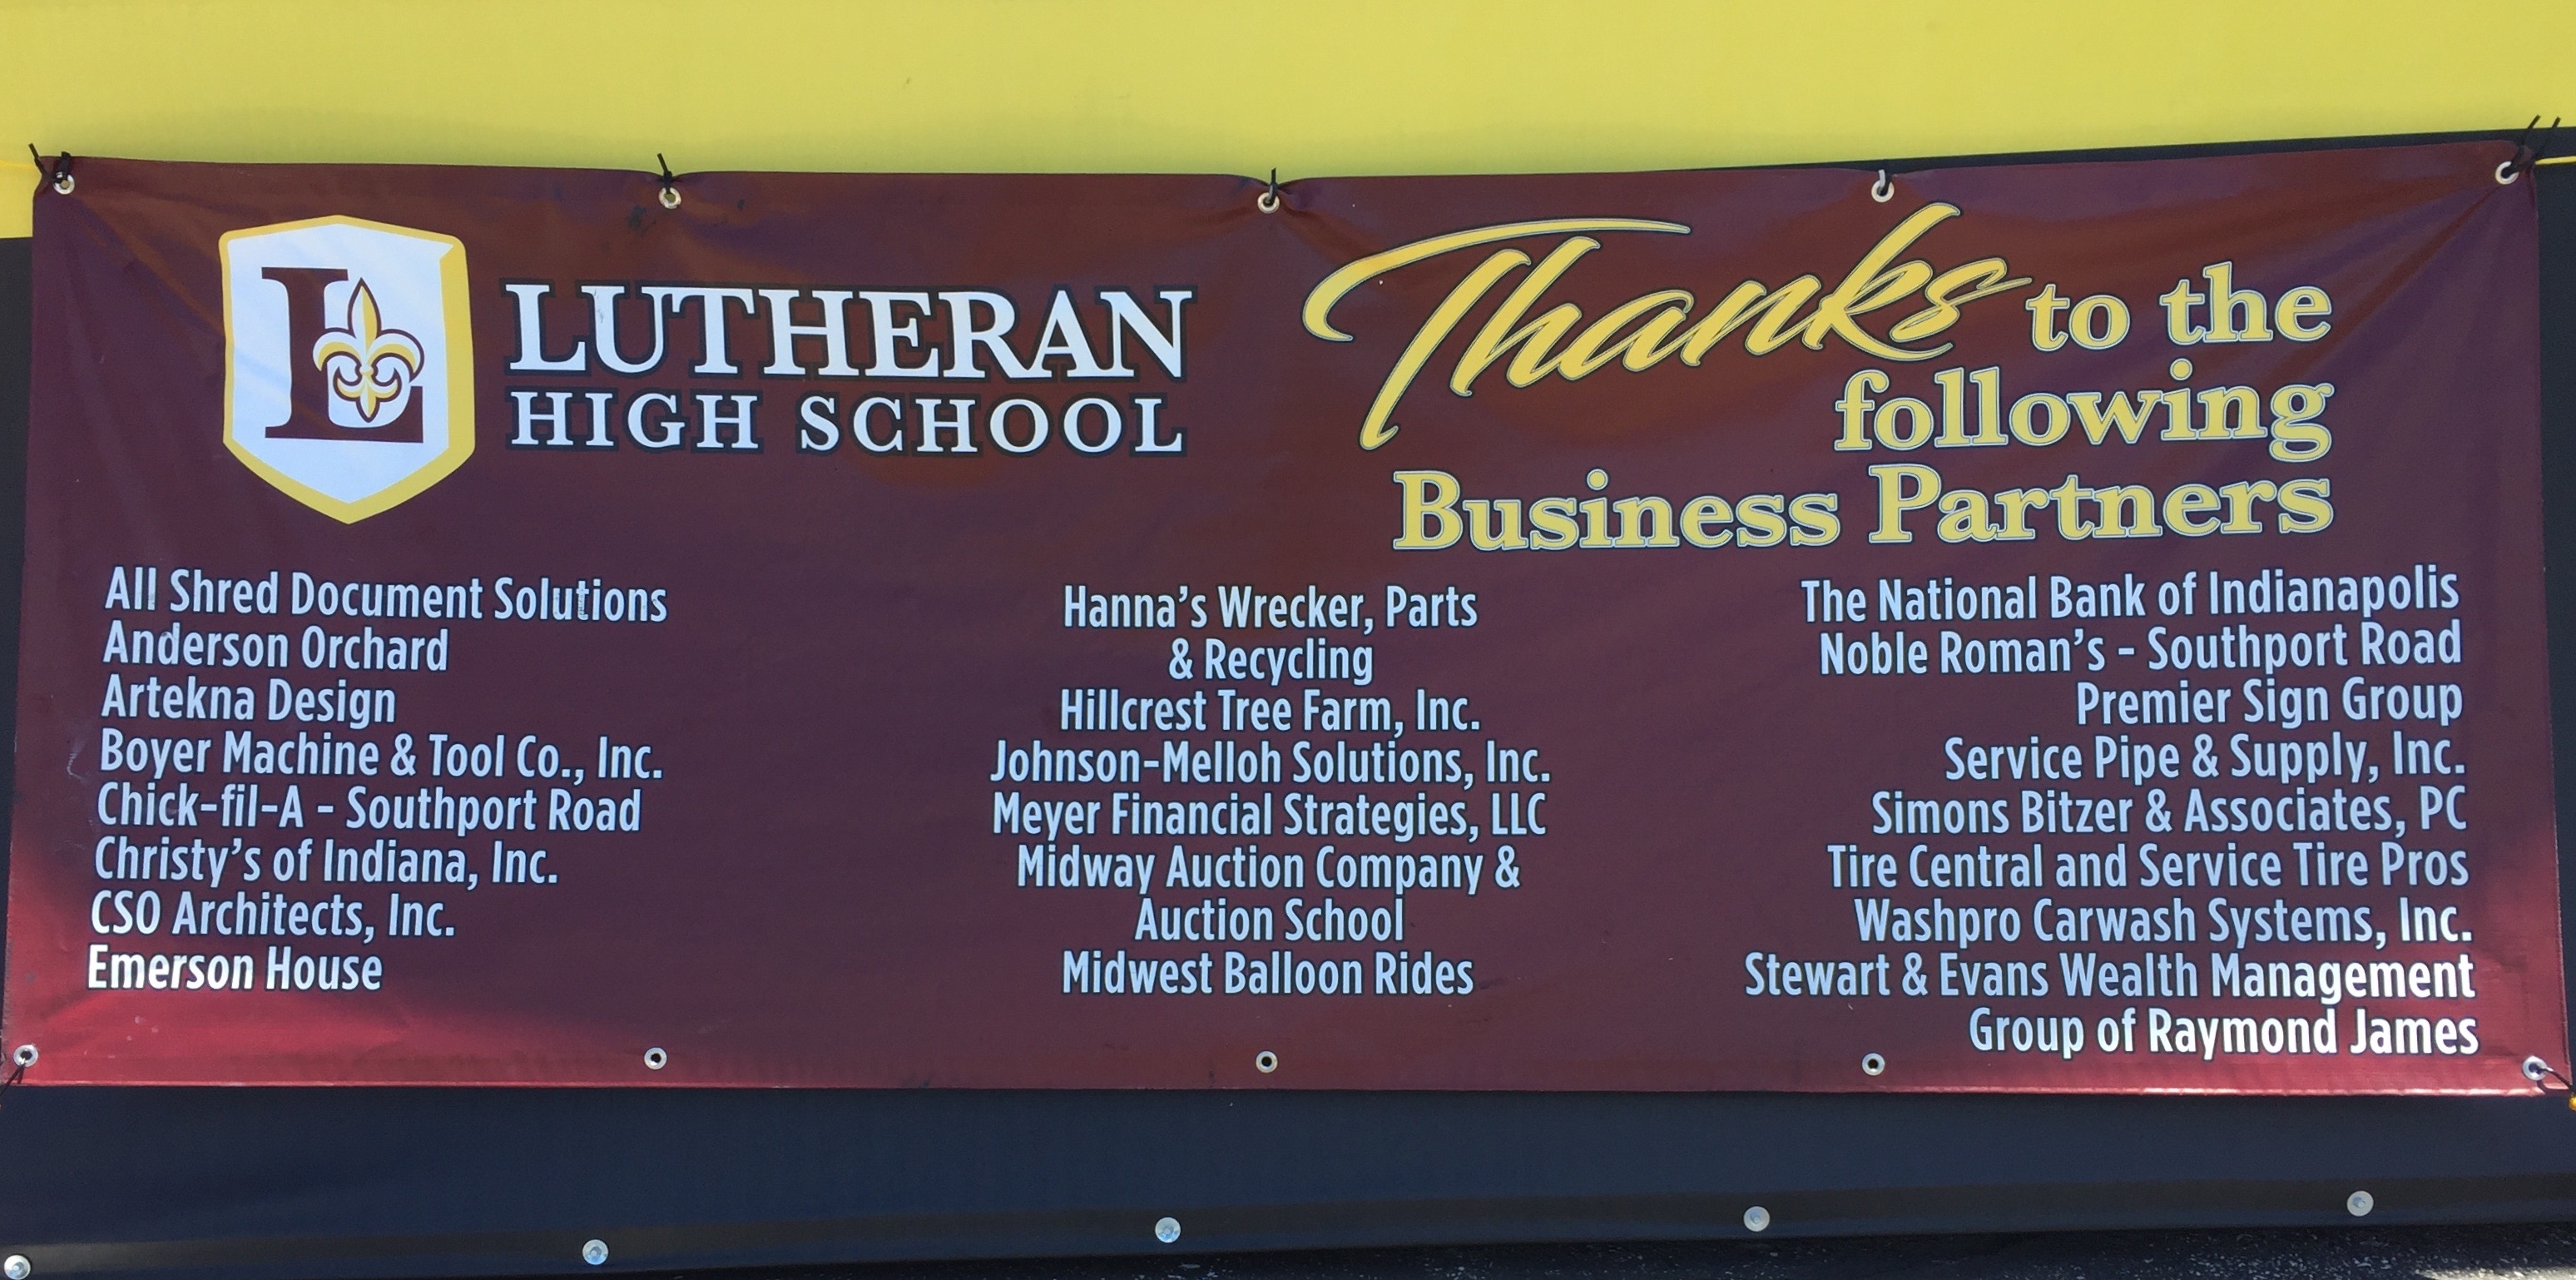 L
LUTHERAN
HIGH SCHOOL
Thanks to the
following
Business Partners
All Shred Document Solutions
Anderson Orchard
Artekna Design
Boyer Machine & Tool Co., Inc.
Chick-fil-A - Southport Road
Christy's of Indiana, Inc.
CSO Architects, Inc.
Emerson House
Hanna's Wrecker, Parts
& Recycling
Hillcrest Tree Farm, Inc.
Johnson-Melloh Solutions, Inc.
Meyer Financial Strategies, LLC
Midway Auction Company &
Auction School
Midwest Balloon Rides
The National Bank of Indianapolis
Noble Roman's - Southport Road
Premier Sign Group
Service Pipe & Supply, Inc.
Simons Bitzer & Associates, PC
Tire Central and Service Tire Pros
Washpro Carwash Systems, Inc.
Stewart & Evans Wealth Management
Group of Raymond James